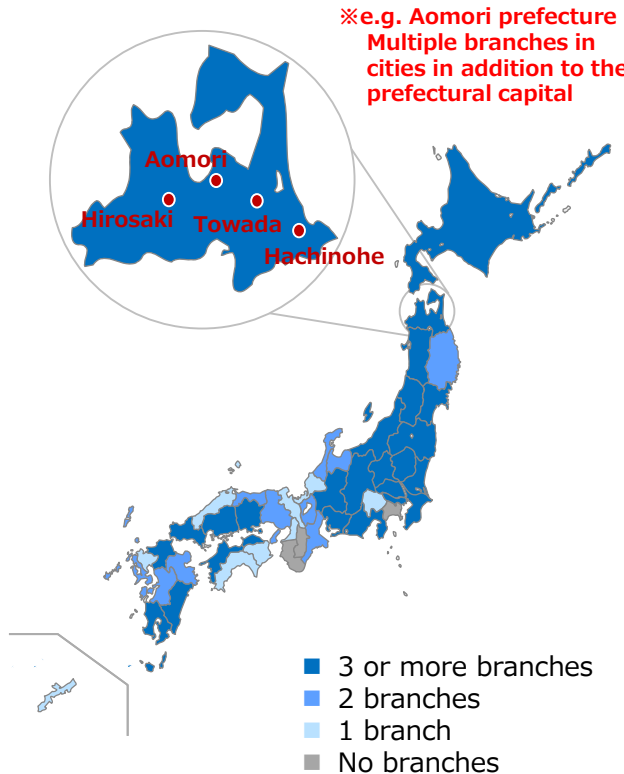 ※e.g. Aomori prefecture
Multiple branches in
cities in addition to the
prefectural capital
Aomori
Hirosaki
Towada
Hachinohe
3 or more branches
2 branches
1 branch
No branches